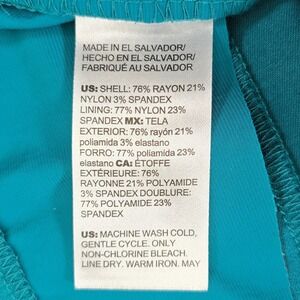 MADE IN EL SALVADOR/
HECHO EN EL SALVADOR/
FABRIQUÉ AU SALVADOR
US: SHELL: 76% RAYON 21%
NYLON 3% SPANDEX
LINING: 77% NYLON 23%
SPANDEX MX: TELA
EXTERIOR: 76% rayón 21%
poliamida 3% elastano
FORRO: 77% poliamida 23%
elastano CA: ÉTOFFE
EXTÉRIEURE: 76%
RAYONNE 21% POLYAMIDE
3% SPANDEX DOUBLURE:
77% POLYAMIDE 23%
SPANDEX
US: MACHINE WASH COLD,
GENTLE CYCLE. ONLY
NON-CHLORINE BLEACH.
LINE DRY. WARM IRON. MAY